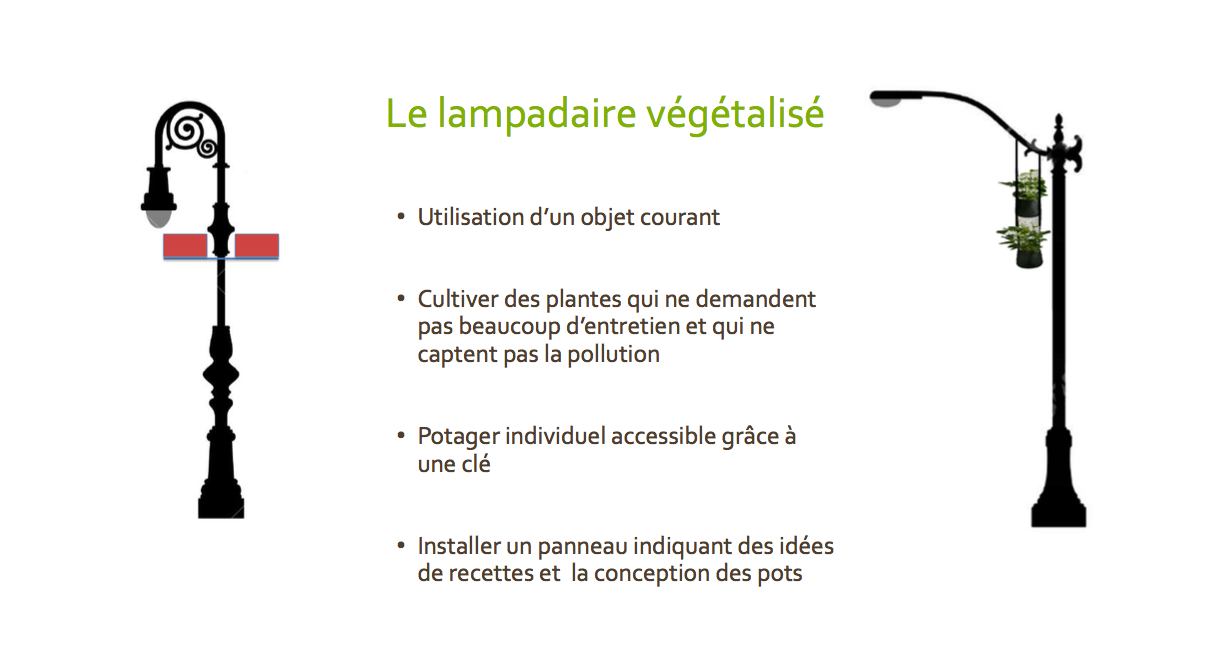 Le lampadaire végétalisé
• Utilisation d’un objet courant
• Cultiver des plantes qui ne demandent
pas beaucoup d’entretien et qui ne
captent pas la pollution
• Potager individuel accessible grâce à
une clé
• Installer un panneau indiquant des idées
de recettes et  la conception des pots